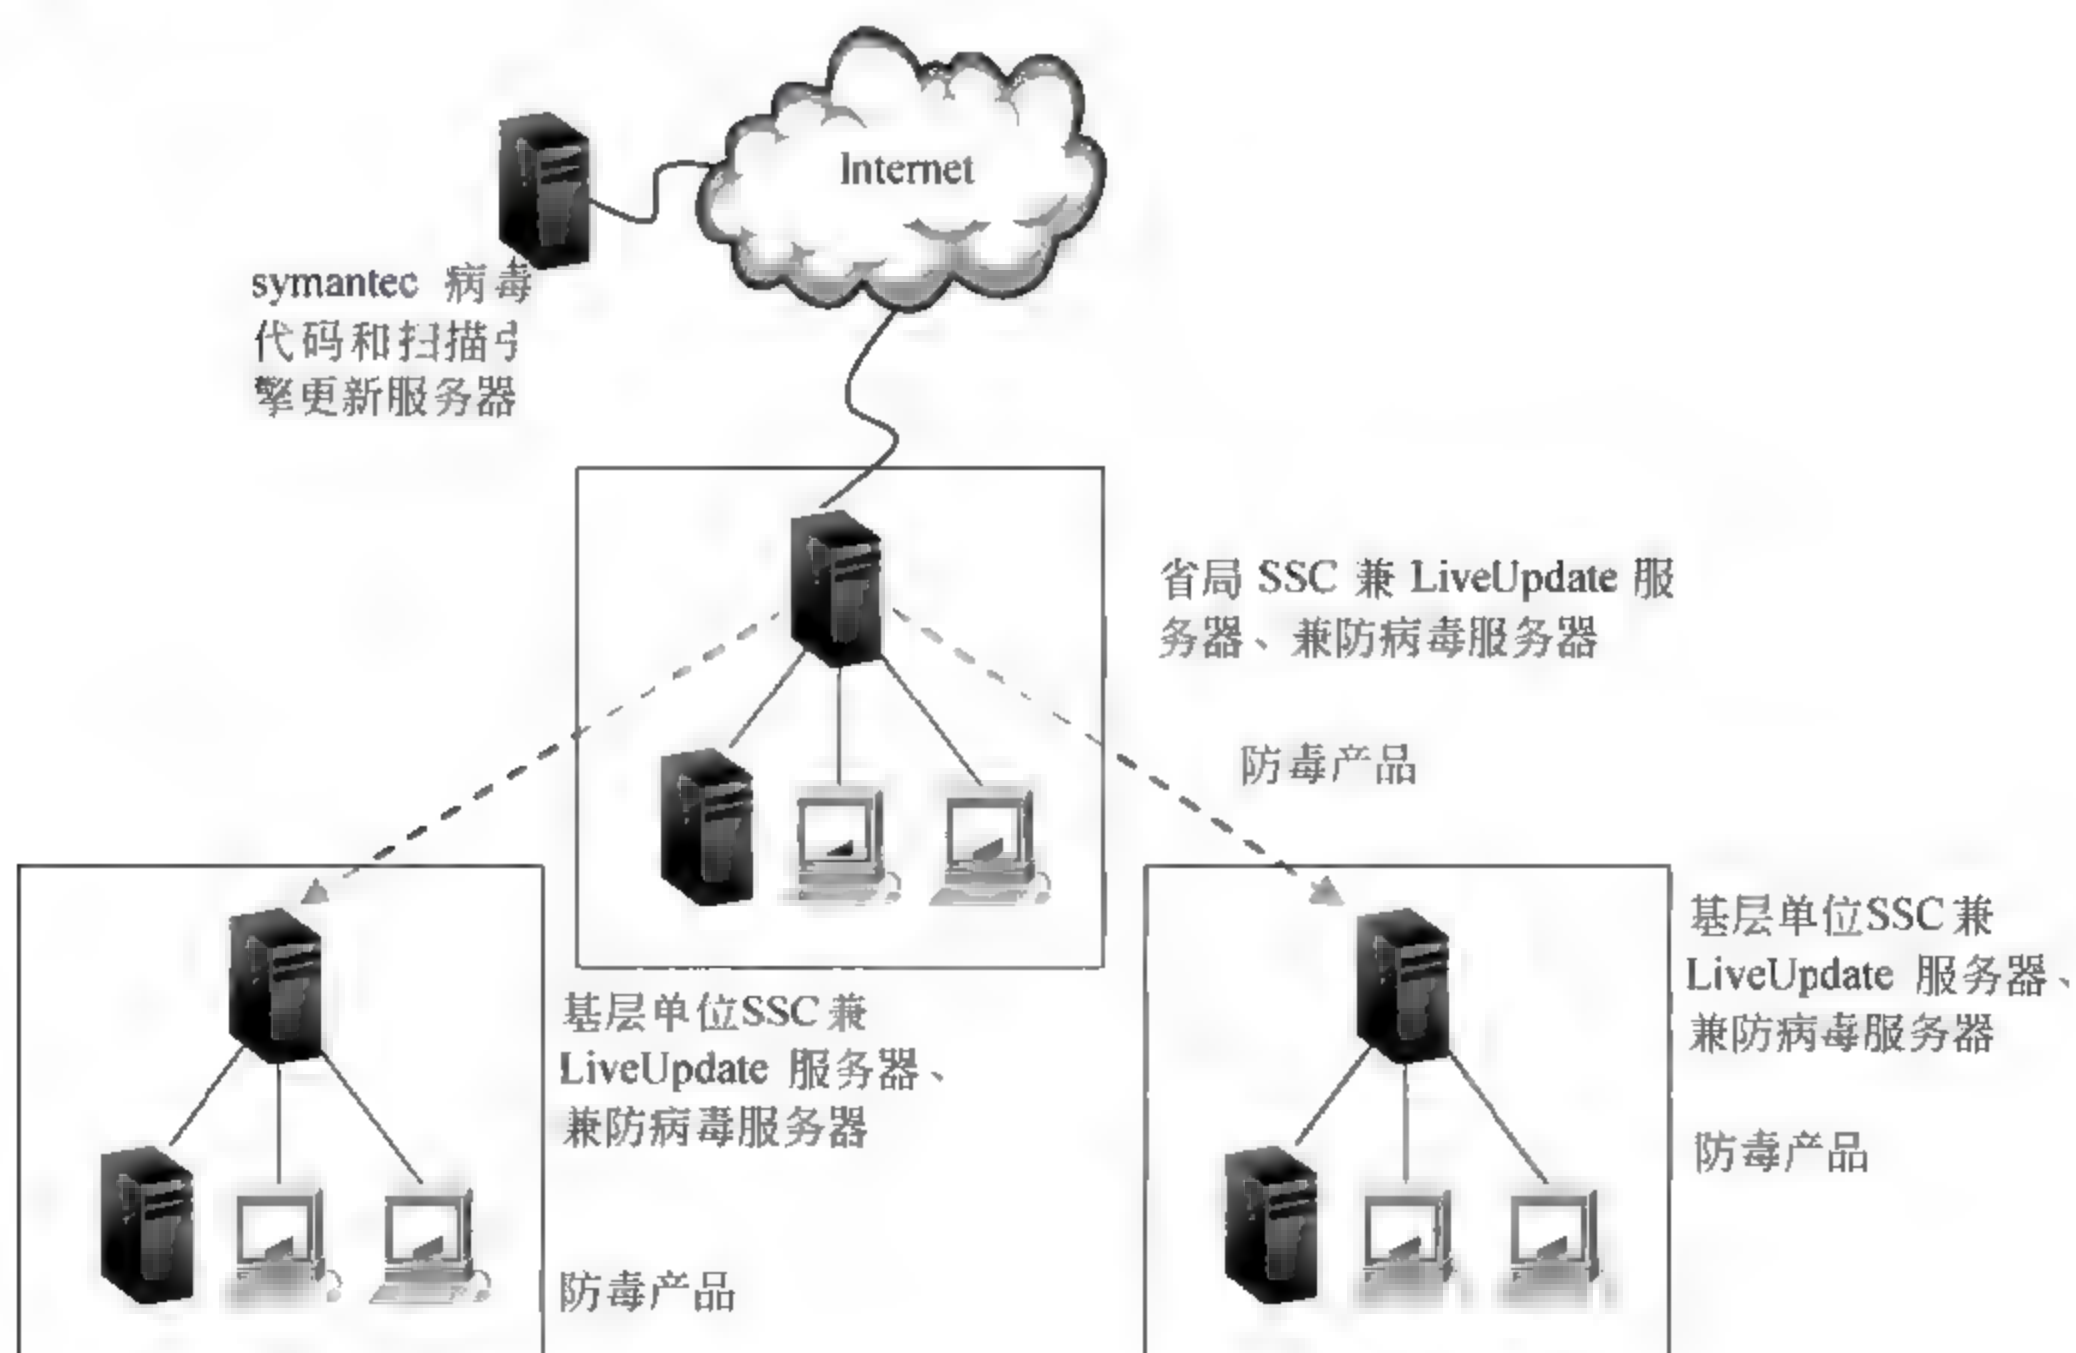 Internet
symantec 病毒
代码和扫描引
擎更新服务器
省局 SSC 兼 LiveUpdate 服
务器、兼防病毒服务器
防毒产品
基层单位SSC兼
LiveUpdate 服务器、
兼防病毒服务器
防毒产品
基层单位SSC兼
LiveUpdate 服务器、
兼防病毒服务器
防毒产品